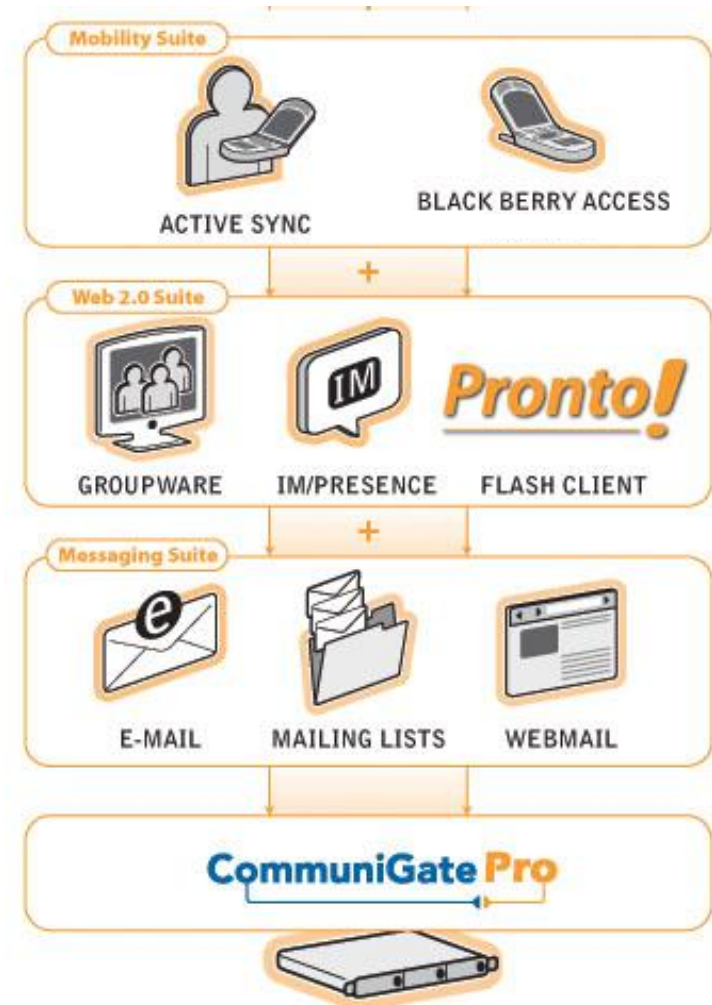 Mobility Suite
ACTIVE SYNC
BLACK BERRY ACCESS
+
Web 2.0 Suite
IM
Pronto!
GROUPWARE
IM/PRESENCE
FLASH CLIENT
+
Messaging Suite
e
E-MAIL
MAILING LISTS
WEBMAIL
CommuniGate Pro